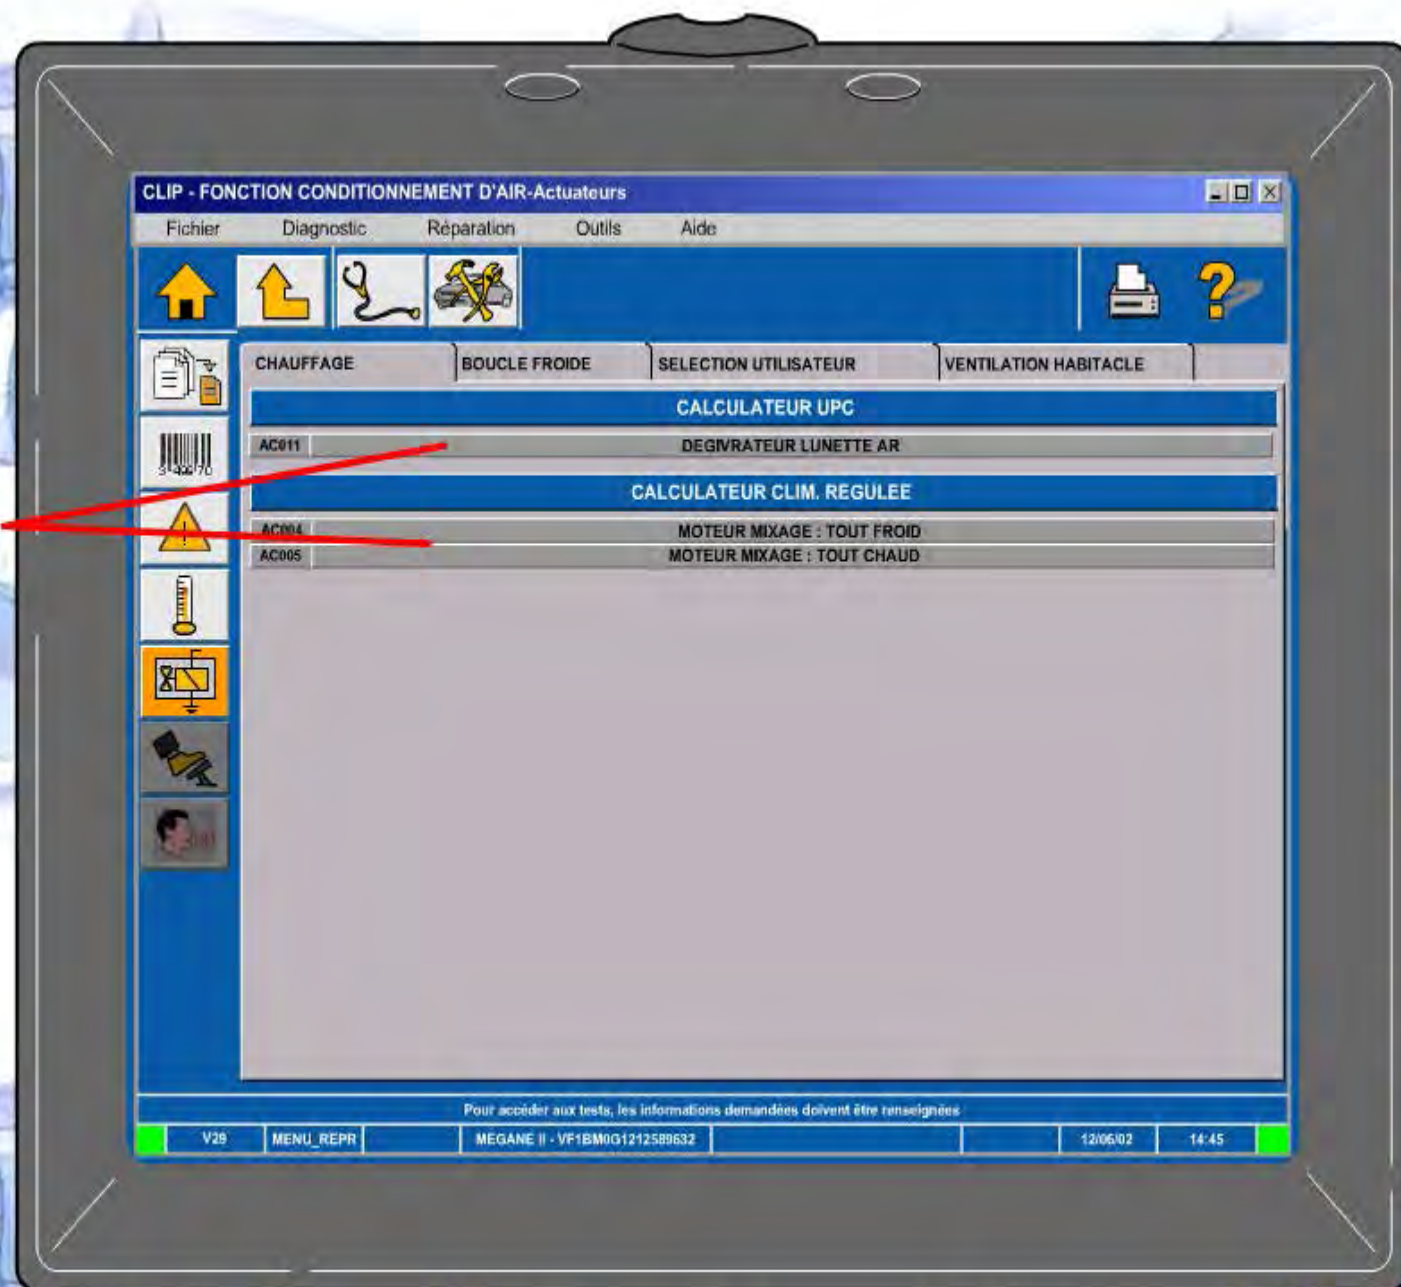 CLIP - FONCTION CONDITIONNEMENT D'AIR-Actuateurs
Fichier Diagnostic Réparation Outils Aide
CHAUFFAGE BOUCLE FROIDE SELECTION UTILISATEUR VENTILATION HABITACLE
CALCULATEUR UPC
AC011 DEGIVRATEUR LUNETTE AR
CALCULATEUR CLIM. REGULEE
AC004 MOTEUR MIXAGE : TOUT FROID
AC005 MOTEUR MIXAGE : TOUT CHAUD
Pour accéder aux tests, les informations demandées doivent être renseignées
V29 MENU_REPR MEGANE II - VF1BM0G1212589632 12/06/02 14:45